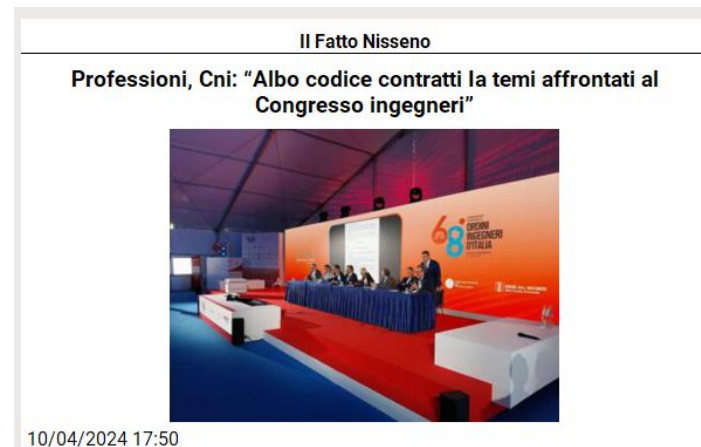 Il Fatto Nisseno
Professioni, Cni: “Albo codice contratti Ia temi affrontati al
Congresso ingegneri”
68°
ORDINI
INGEGNERI
D'ITALIA
10/04/2024 17:50